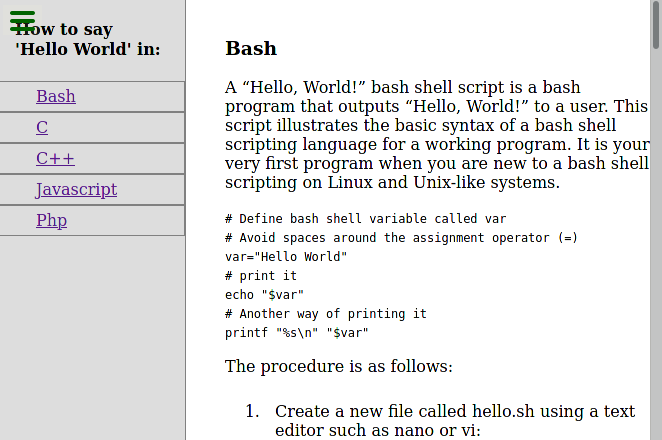 How to say
'Hello World' in:
Bash
C
C++
Javascript
Php
Bash
A “Hello, World!” bash shell script is a bash
program that outputs “Hello, World!” to a user. This
script illustrates the basic syntax of a bash shell
scripting language for a working program. It is your
very first program when you are new to a bash shell
scripting on Linux and Unix-like systems.
# Define bash shell variable called var
# Avoid spaces around the assignment operator (=)
var="Hello World"
# print it
echo "$var"
# Another way of printing it
printf "%s\n" "$var"
The procedure is as follows:
1. Create a new file called hello.sh using a text
editor such as nano or vi: